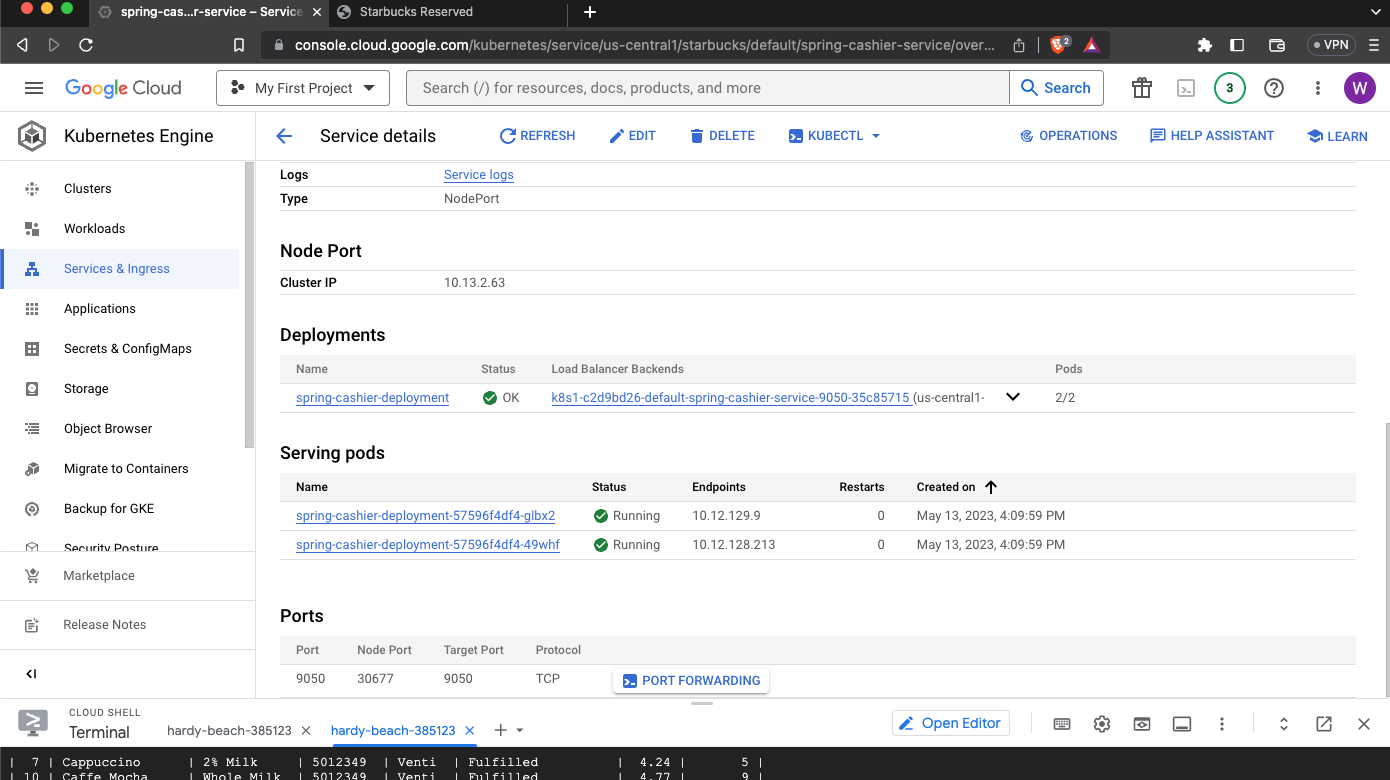 spring-cas...r-service – Service
Starbucks Reserved
console.cloud.google.com/kubernetes/service/us-central1/starbucks/default/spring-cashier-service/over...
2
VPN
Google Cloud
My First Project
Search (/) for resources, docs, products, and more
Search
3
W
Kubernetes Engine
Service details
REFRESH
EDIT
DELETE
KUBECTL
OPERATIONS
HELP ASSISTANT
LEARN
Clusters
Workloads
Services & Ingress
Applications
Secrets & ConfigMaps
Storage
Object Browser
Migrate to Containers
Backup for GKE
Security Posture
Marketplace
Release Notes
Logs Service logs
Type NodePort
Node Port
Cluster IP 10.13.2.63
Deployments
Name Status Load Balancer Backends Pods
spring-cashier-deployment OK k8s1-c2d9bd26-default-spring-cashier-service-9050-35c85715 (us-central1- 2/2
Serving pods
Name Status Endpoints Restarts Created on
spring-cashier-deployment-57596f4df4-glbx2 Running 10.12.129.9 0 May 13, 2023, 4:09:59 PM
spring-cashier-deployment-57596f4df4-49whf Running 10.12.128.213 0 May 13, 2023, 4:09:59 PM
Ports
Port Node Port Target Port Protocol
9050 30677 9050 TCP PORT FORWARDING
CLOUD SHELL
Terminal
hardy-beach-385123
hardy-beach-385123
Open Editor
| 7 | Cappuccino | 2% Milk | 5012349 | Venti | Fulfilled | 4.24 | 5 |
| 10 | Caffe Mocha | Whole Milk | 5012349 | Venti | Fulfilled | 4.77 | 9 |